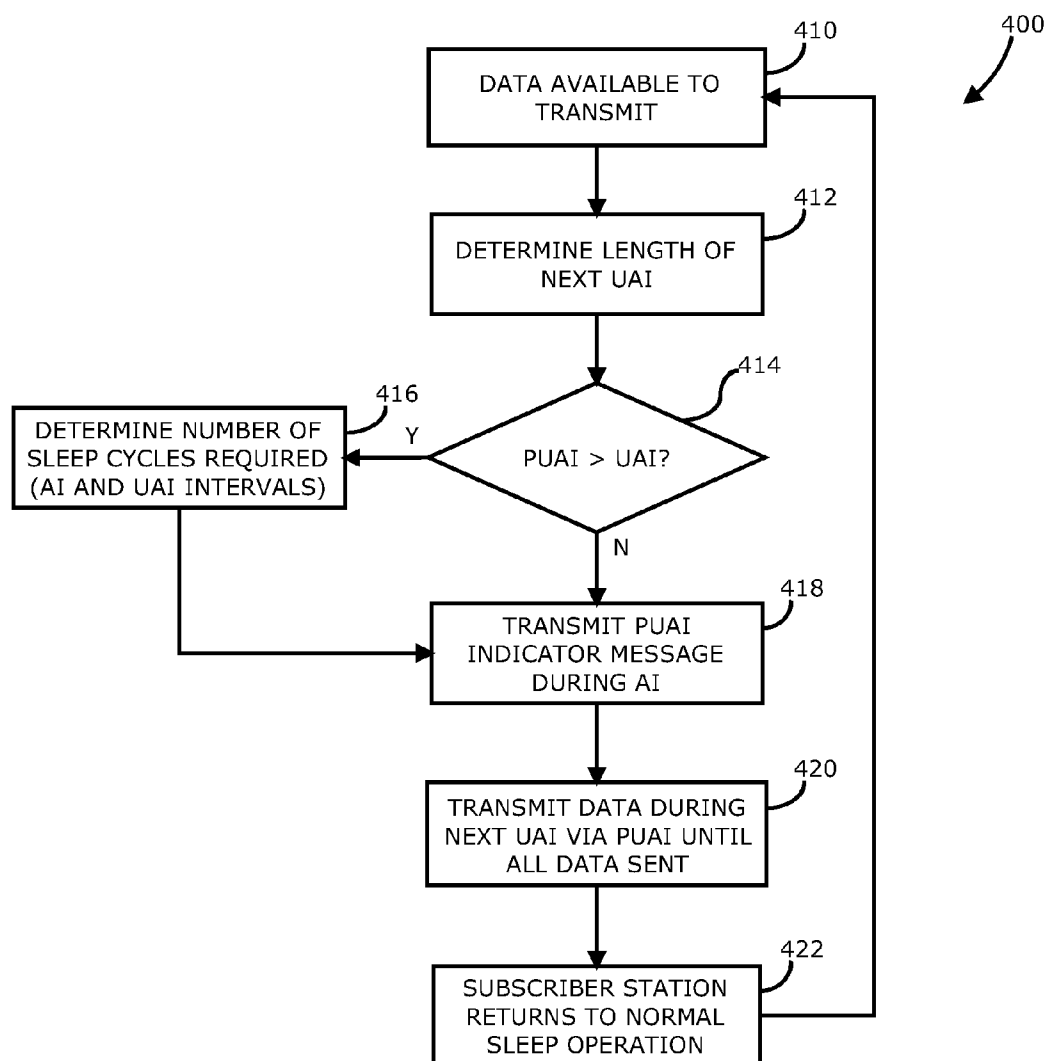 400
410
DATA AVAILABLE TO
TRANSMIT
412
DETERMINE LENGTH OF
NEXT UAI
414
PUAI > UAI?
Y
N
416
DETERMINE NUMBER OF
SLEEP CYCLES REQUIRED
(AI AND UAI INTERVALS)
418
TRANSMIT PUAI
INDICATOR MESSAGE
DURING AI
420
TRANSMIT DATA DURING
NEXT UAI VIA PUAI UNTIL
ALL DATA SENT
422
SUBSCRIBER STATION
RETURNS TO NORMAL
SLEEP OPERATION